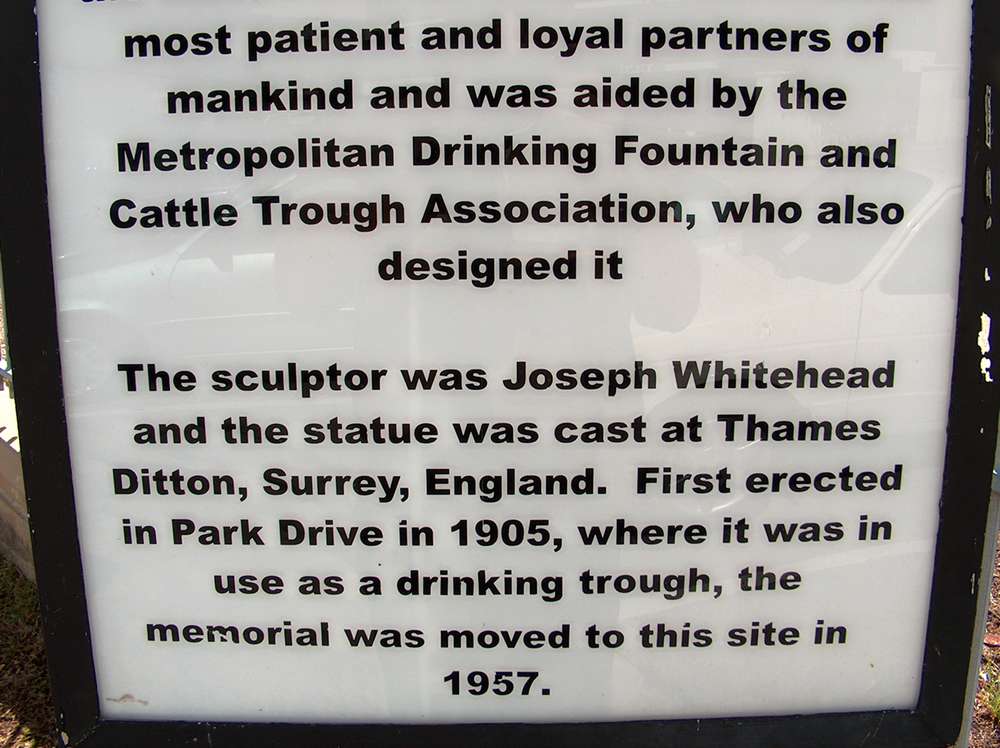 most patient and loyal partners of
mankind and was aided by the
Metropolitan Drinking Fountain and
Cattle Trough Association, who also
designed it
The sculptor was Joseph Whitehead
and the statue was cast at Thames
Ditton, Surrey, England.  First erected
in Park Drive in 1905, where it was in
use as a drinking trough, the
memorial was moved to this site in
1957.